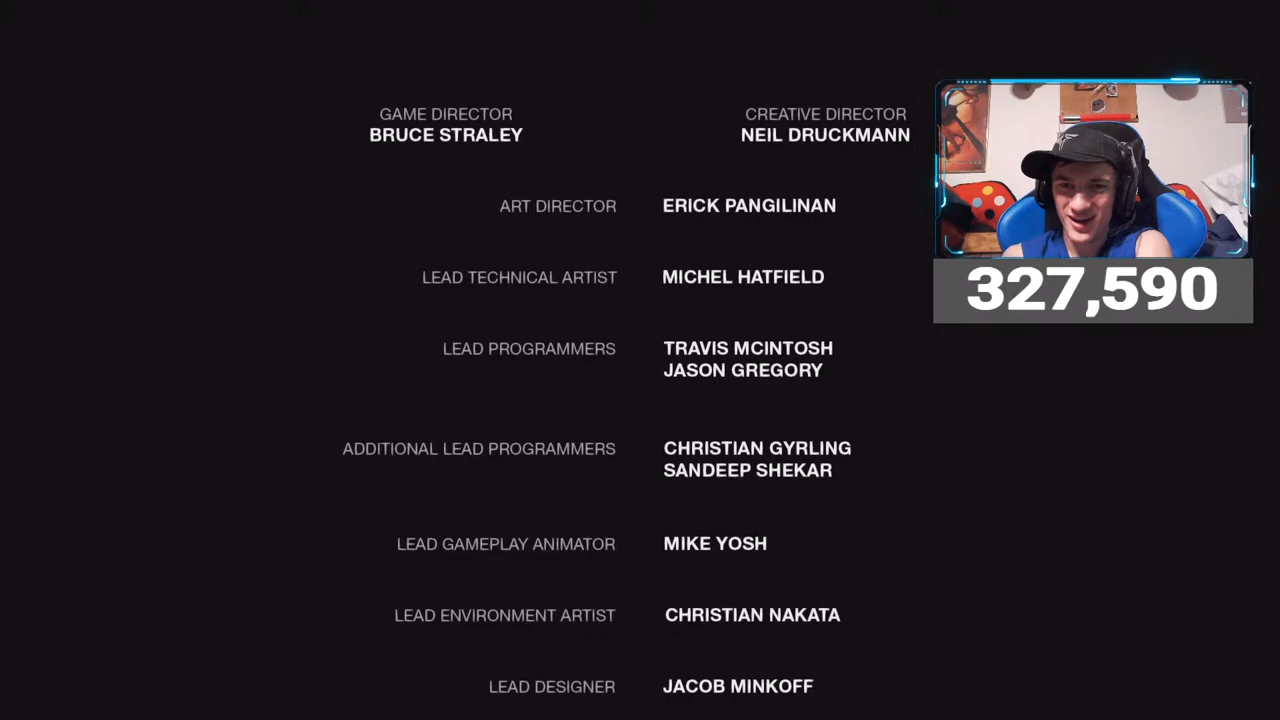 GAME DIRECTOR
BRUCE STRALEY
CREATIVE DIRECTOR
NEIL DRUCKMANN
ART DIRECTOR ERICK PANGILINAN
LEAD TECHNICAL ARTIST MICHEL HATFIELD
327,590
LEAD PROGRAMMERS TRAVIS MCINTOSH
JASON GREGORY
ADDITIONAL LEAD PROGRAMMERS CHRISTIAN GYRLING
SANDEEP SHEKAR
LEAD GAMEPLAY ANIMATOR MIKE YOSH
LEAD ENVIRONMENT ARTIST CHRISTIAN NAKATA
LEAD DESIGNER JACOB MINKOFF